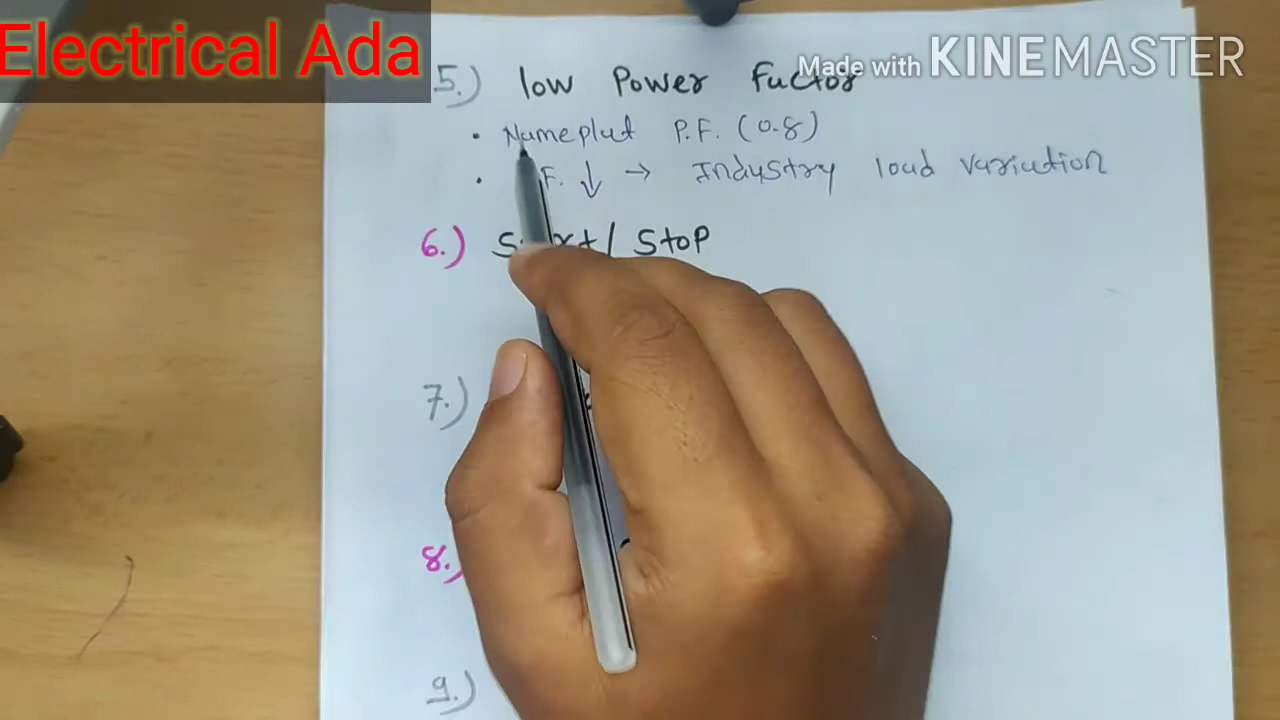 Electrical Ada
Made with KINEMASTER
5.) low Power Factor
• Nameplat P.F. (0.8)
• F. ↓ → Industry load variation
6.) Start / Stop
7.)
8.)
9.)